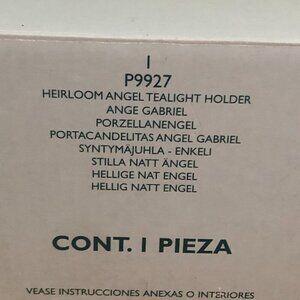 1
P9927
HEIRLOOM ANGEL TEALIGHT HOLDER
ANGE GABRIEL
PORZELLANENGEL
PORTACANDELITAS ANGEL GABRIEL
SYNTYMÄJUHLA - ENKELI
STILLA NATT ÄNGEL
HELLIGE NAT ENGEL
HELLIG NATT ENGEL
CONT. 1 PIEZA
VEASE INSTRUCCIONES ANEXAS O INTERIORES